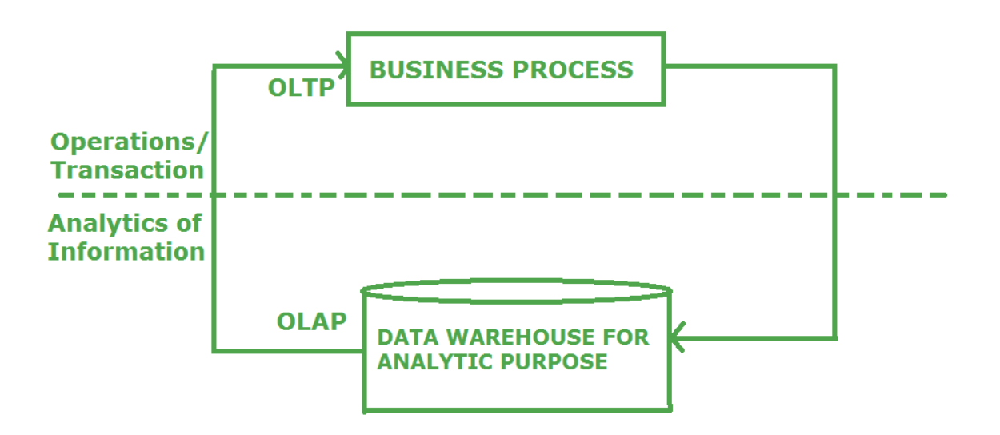 BUSINESS PROCESS
OLTP
Operations/
Transaction
Analytics of
Information
OLAP
DATA WAREHOUSE FOR
ANALYTIC PURPOSE